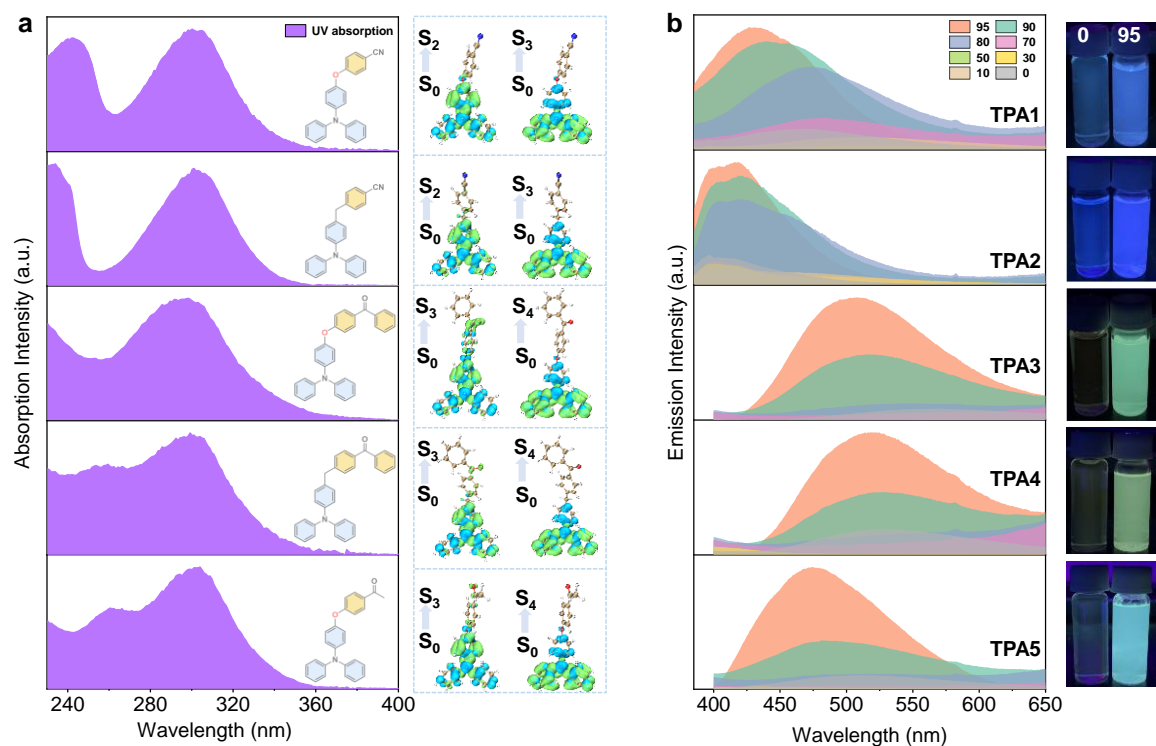 a
UV absorption
CN
O
N
S2
S0
S3
S0
CN
N
S2
S0
S3
S0
O
O
N
S3
S0
S4
S0
O
N
S3
S0
S4
S0
O
O
N
S3
S0
S4
S0
Absorption Intensity (a.u.)
240 280 320 360 400
Wavelength (nm)
b
95 90
80 70
50 30
10 0
TPA1
TPA2
TPA3
TPA4
TPA5
Emission Intensity (a.u.)
400 450 500 550 600 650
Wavelength (nm)
0 95